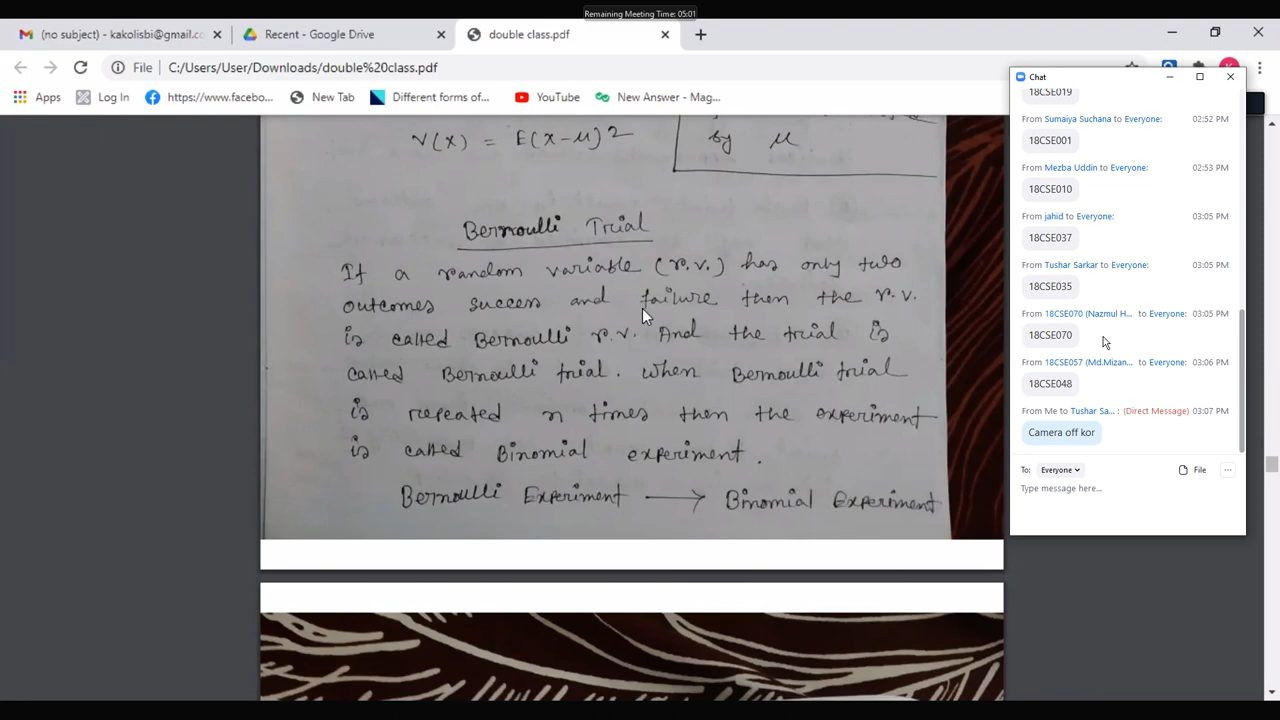 Remaining Meeting Time: 05:01
(no subject) - kakolisbi@gmail.co
Recent - Google Drive
double class.pdf
File
C:/Users/User/Downloads/double%20class.pdf
Apps
Log In
https://www.facebo...
New Tab
Different forms of...
YouTube
New Answer - Mag...
V(x) = E(x-μ)2
by μ
Bernoulli Trial
If a random variable (r.v.) has only two
outcomes success and failure then the r.v.
is called Bernoulli r.v. And the trial is
called Bernoulli trial. When Bernoulli trial
is repeated n times then the experiment
is called Binomial experiment.
Bernoulli Experiment → Binomial Experiment
Chat
18CSE019
From Sumaiya Suchana to Everyone: 02:52 PM
18CSE001
From Mezba Uddin to Everyone: 02:53 PM
18CSE010
From jahid to Everyone: 03:05 PM
18CSE037
From Tushar Sarkar to Everyone: 03:05 PM
18CSE035
From 18CSE070 (Nazmul H... to Everyone: 03:05 PM
18CSE070
From 18CSE057 (Md.Mizan... to Everyone: 03:06 PM
18CSE048
From Me to Tushar Sa... : (Direct Message) 03:07 PM
Camera off kor
To: Everyone
File
Type message here...